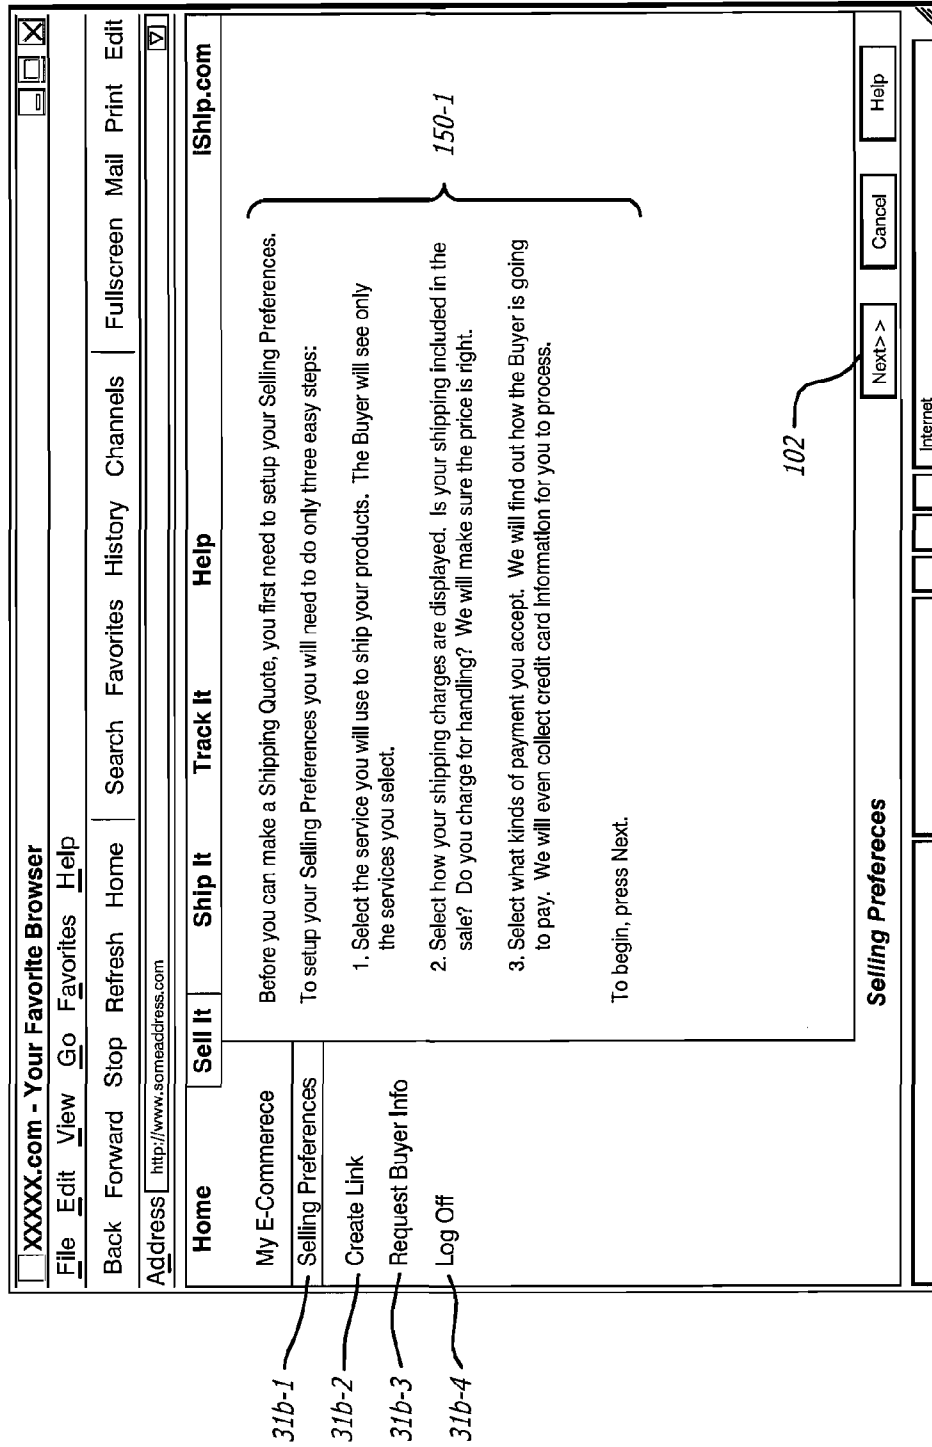 XXXXX.com - Your Favorite Browser
File Edit View Go Favorites Help
Back Forward Stop Refresh Home Search Favorites History Channels Fullscreen Mail Print Edit
Address http://www.someaddress.com
Home Sell It Ship It Track It Help iShip.com
My E-Commerece
Selling Preferences
Create Link
Request Buyer Info
Log Off
31b-1
31b-2
31b-3
31b-4
Before you can make a Shipping Quote, you first need to setup your Selling Preferences.
To setup your Selling Preferences you will need to do only three easy steps:
1. Select the service you will use to ship your products. The Buyer will see only
the services you select.
2. Select how your shipping charges are displayed. Is your shipping included in the
sale? Do you charge for handling? We will make sure the price is right.
3. Select what kinds of payment you accept. We will find out how the Buyer is going
to pay. We will even collect credit card information for you to process.
To begin, press Next.
150-1
102
Selling Prefereces
Next>> Cancel Help
Internet